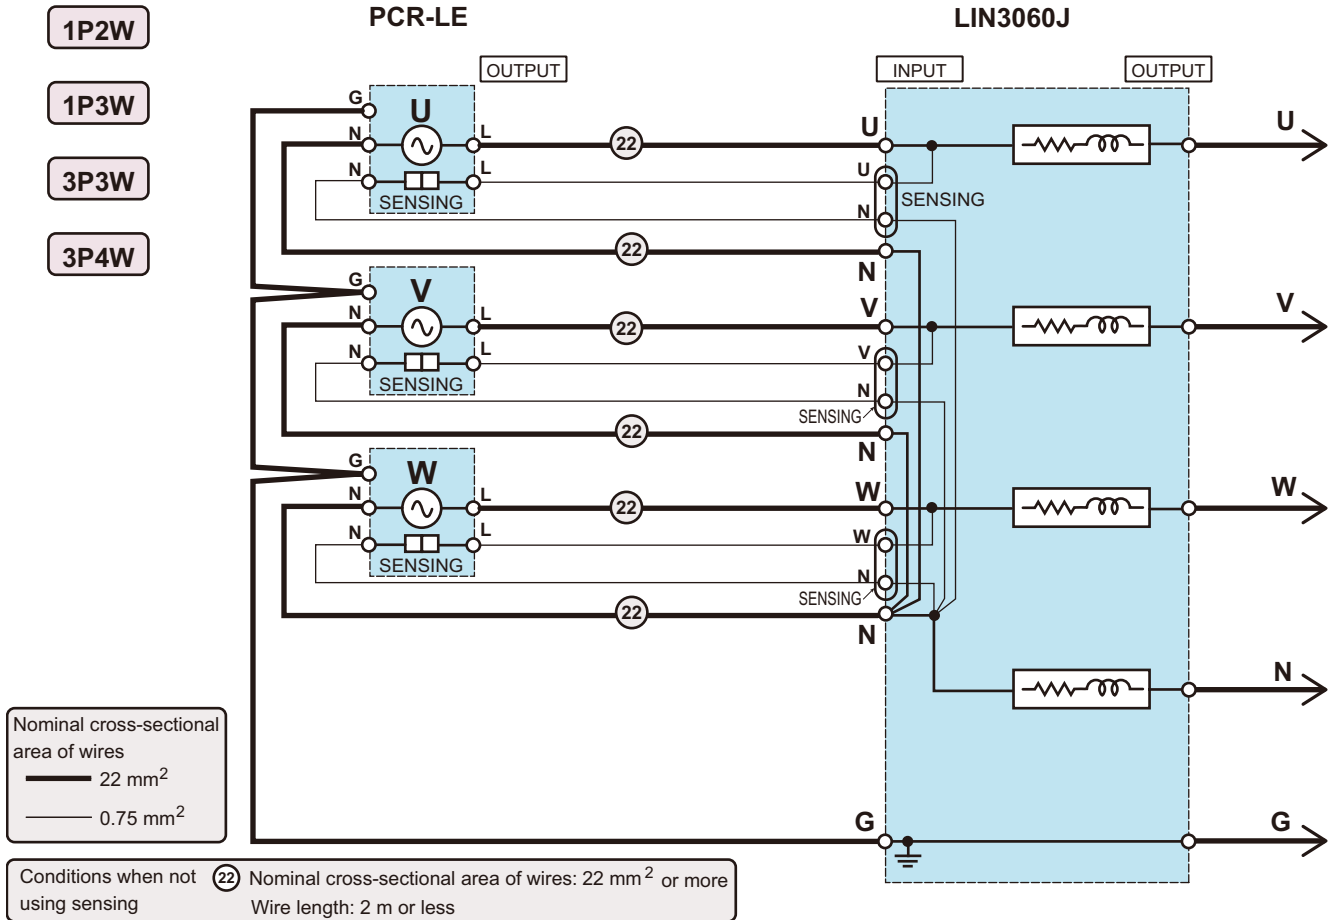 PCR-LE
LIN3060J
1P2W
1P3W
3P3W
3P4W
OUTPUT
INPUT
OUTPUT
G
U
N
L
22
U
U
N
L
U
SENSING
SENSING
N
22
N
G
V
N
L
22
V
V
N
L
V
SENSING
N
SENSING
22
N
G
W
N
L
22
W
W
N
L
W
SENSING
N
SENSING
22
N
N
Nominal cross-sectional
area of wires
22 mm²
0.75 mm²
G
G
Conditions when not
using sensing
22 Nominal cross-sectional area of wires: 22 mm² or more
Wire length: 2 m or less